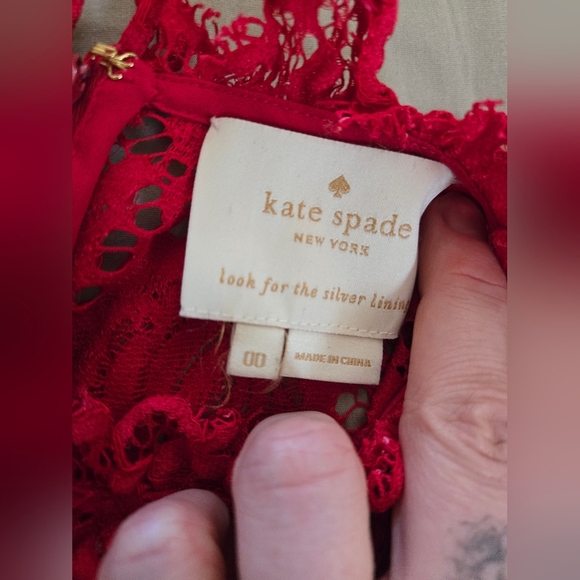 kate spade
NEW YORK
look for the silver lining
00
MADE IN CHINA